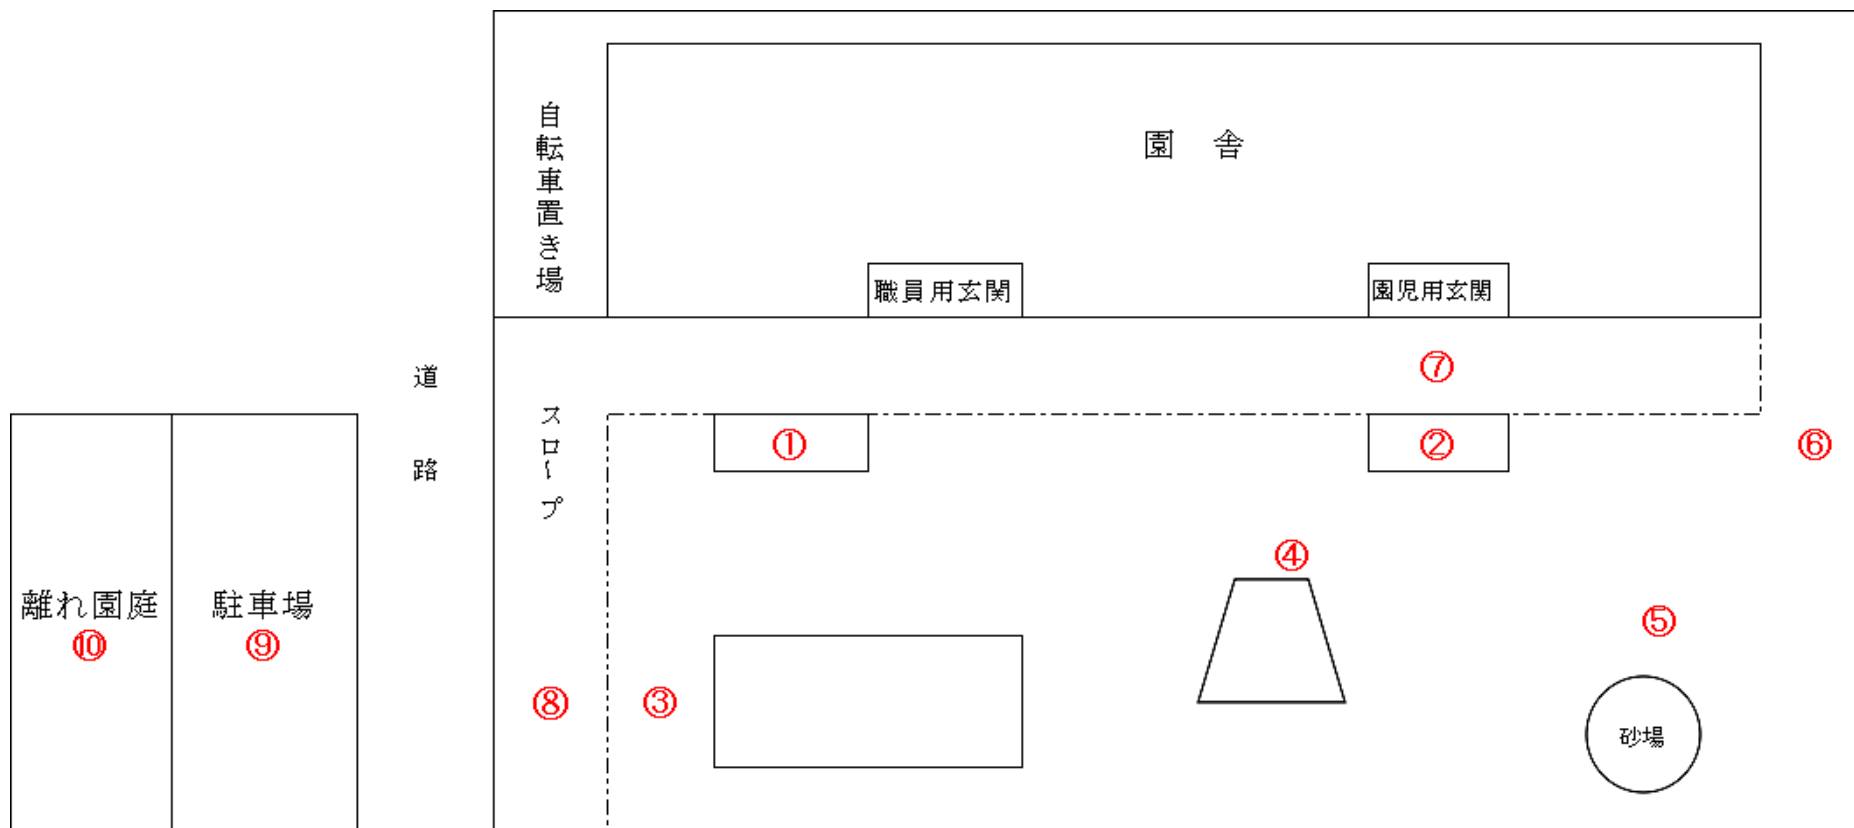 自転車置き場
園 舎
職員用玄関
園児用玄関
⑦
道路
スロープ
①
②
⑥
④
離れ園庭
⑩
駐車場
⑨
⑤
⑧
③
砂場